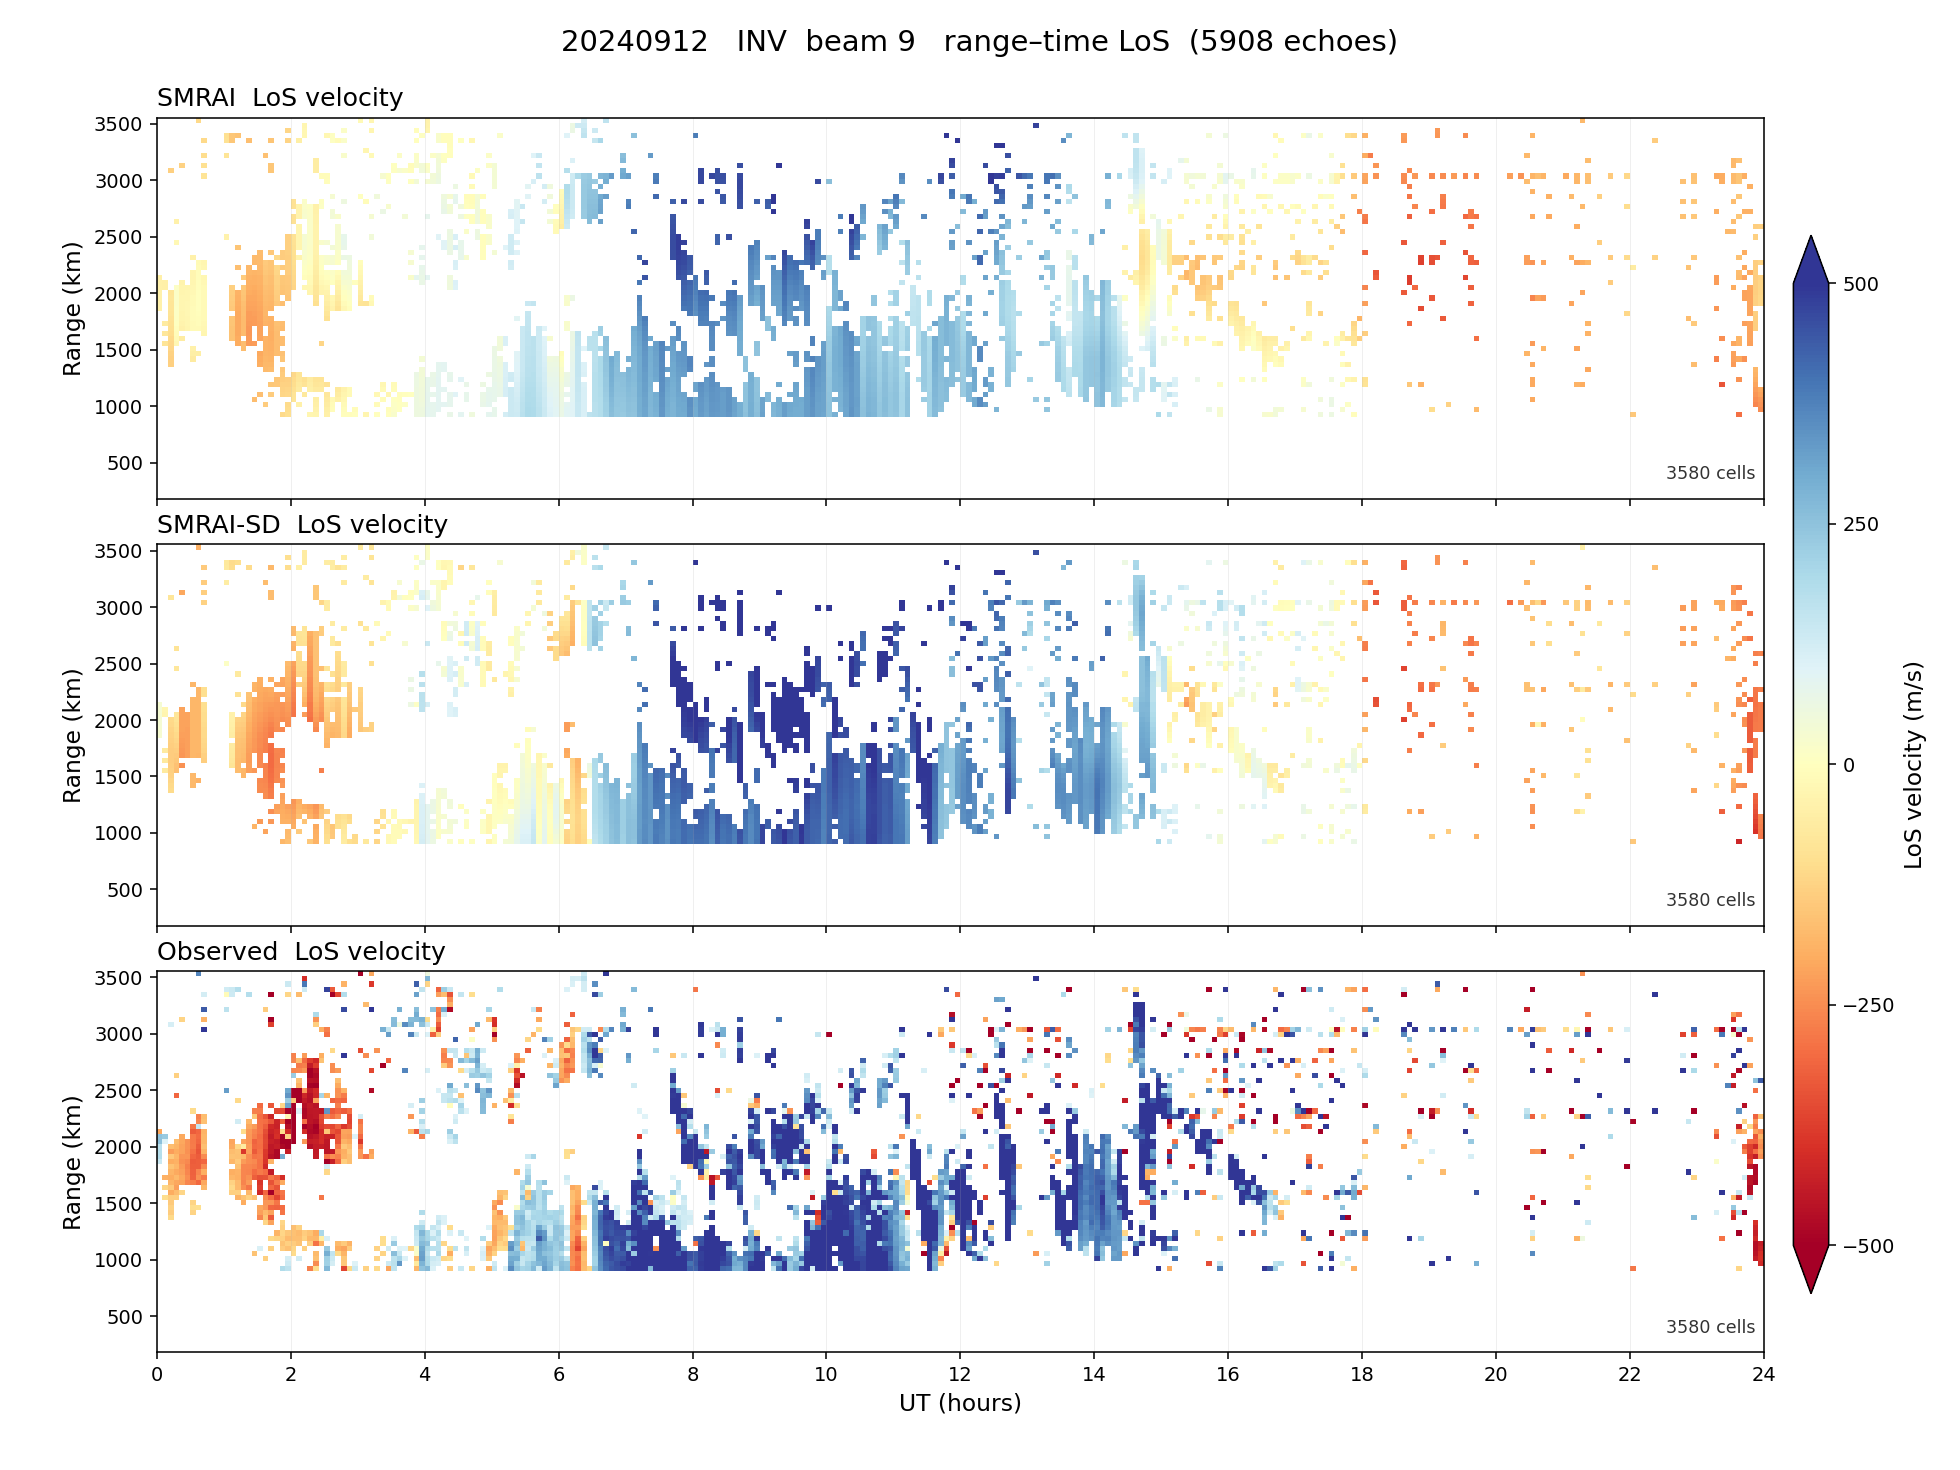 20240912   INV  beam 9   range–time LoS  (5908 echoes)
SMRAI  LoS velocity
3500
3000
2500
2000
1500
1000
500
Range (km)
3580 cells
SMRAI-SD  LoS velocity
3500
3000
2500
2000
1500
1000
500
Range (km)
3580 cells
Observed  LoS velocity
3500
3000
2500
2000
1500
1000
500
Range (km)
3580 cells
0 2 4 6 8 10 12 14 16 18 20 22 24
UT (hours)
500
250
0
−250
−500
LoS velocity (m/s)